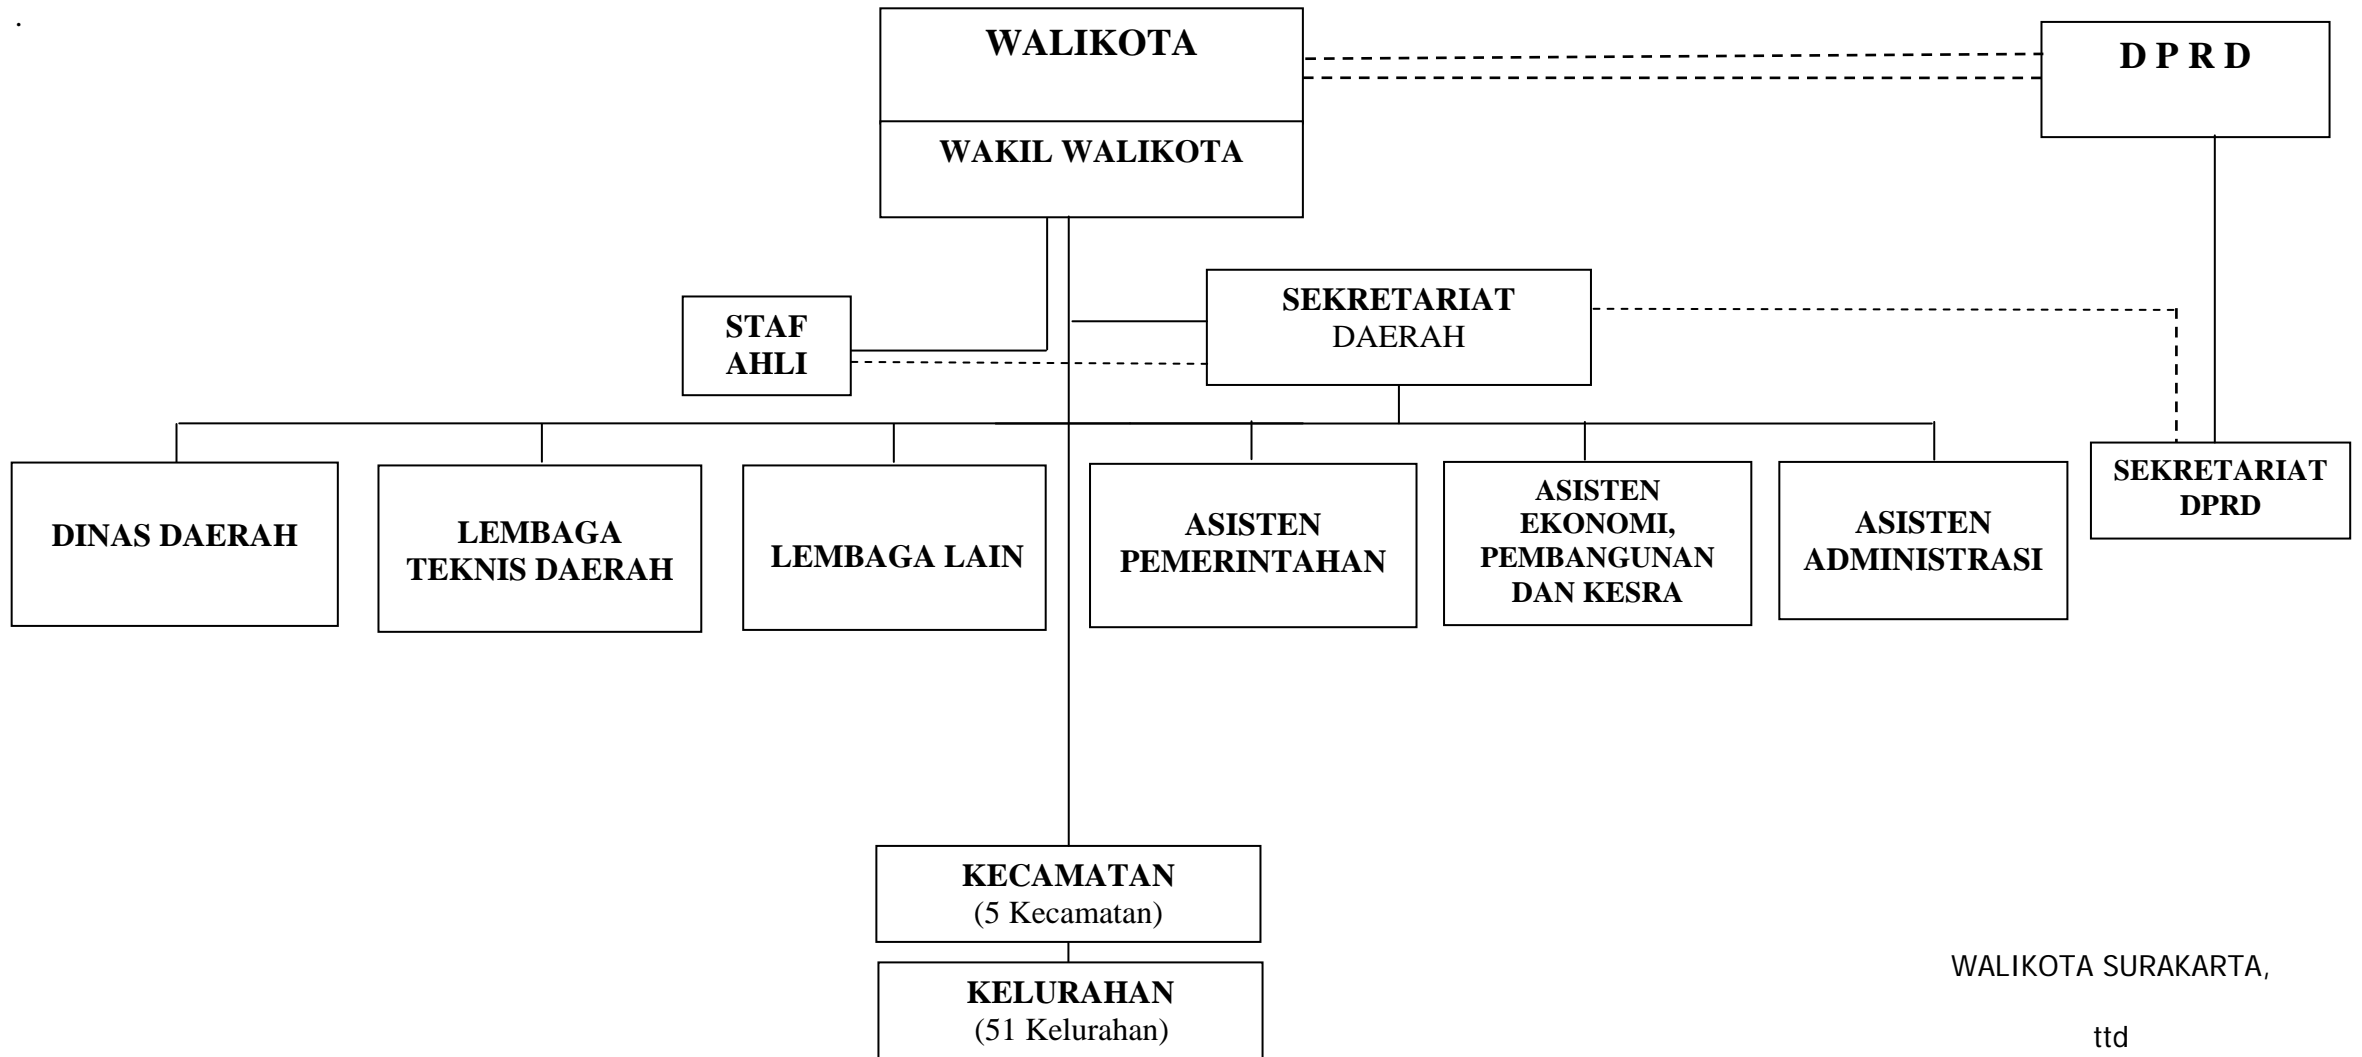 .
WALIKOTA
D P R D
WAKIL WALIKOTA
SEKRETARIAT
DAERAH
STAF
AHLI
DINAS DAERAH
LEMBAGA
TEKNIS DAERAH
LEMBAGA LAIN
ASISTEN
PEMERINTAHAN
ASISTEN
EKONOMI,
PEMBANGUNAN
DAN KESRA
ASISTEN
ADMINISTRASI
SEKRETARIAT
DPRD
KECAMATAN
(5 Kecamatan)
KELURAHAN
(51 Kelurahan)
WALIKOTA SURAKARTA,
ttd